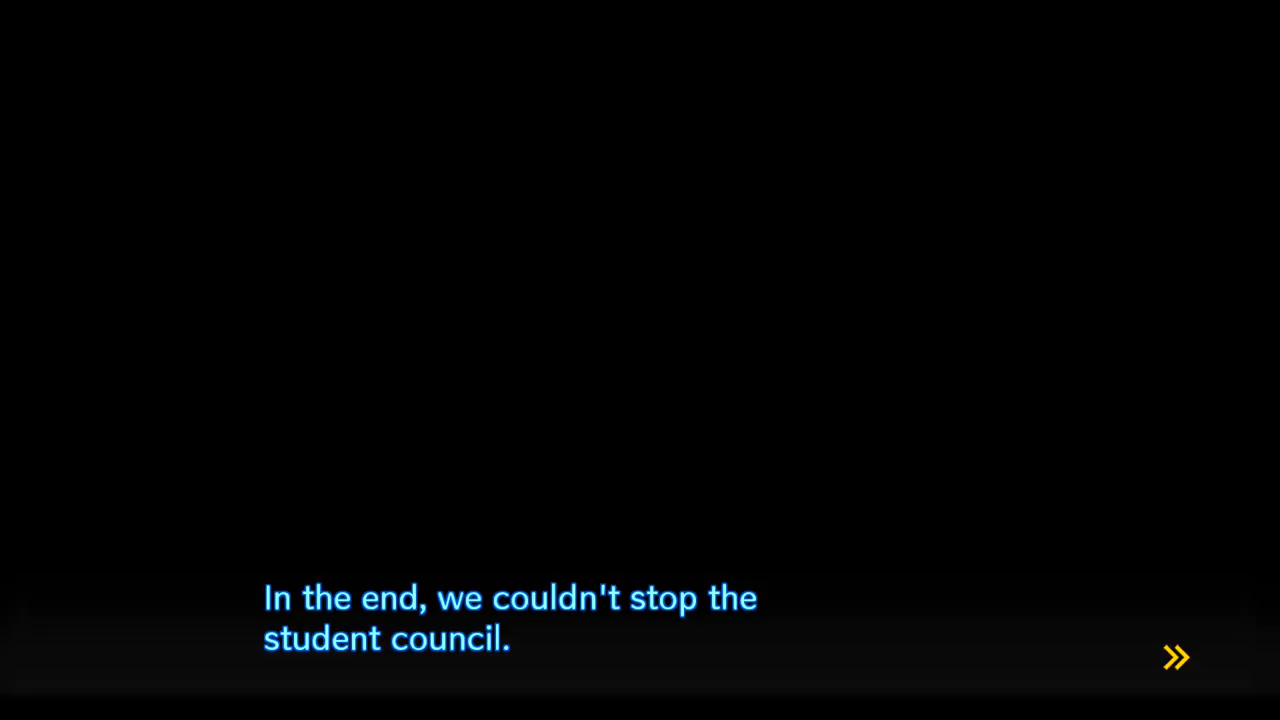 In the end, we couldn't stop the
student council.